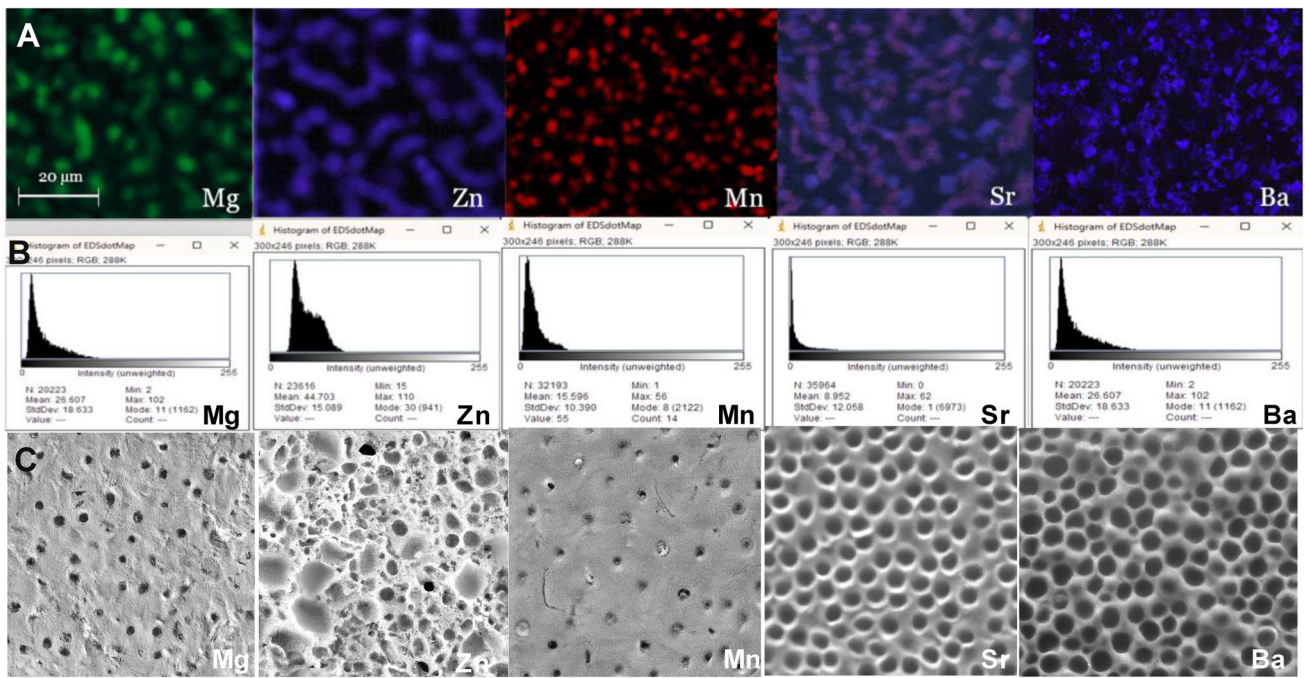 A
20 µm
Mg
Zn
Mn
Sr
Ba
B
Histogram of EDSdotMap
300x246 pixels; RGB; 288K
0
255
Intensity (unweighted)
N: 20223
Min: 2
Mean: 26.607
Max: 102
StdDev: 18.633
Mode: 11 (1162)
Value: ---
Count: ---
Mg
Histogram of EDSdotMap
300x246 pixels; RGB; 288K
0
255
Intensity (unweighted)
N: 23616
Min: 15
Mean: 44.703
Max: 110
StdDev: 15.089
Mode: 30 (941)
Value: ---
Count: ---
Zn
Histogram of EDSdotMap
300x246 pixels; RGB; 288K
0
255
Intensity (unweighted)
N: 32193
Min: 1
Mean: 15.596
Max: 56
StdDev: 10.390
Mode: 8 (2122)
Value: 55
Count: 14
Mn
Histogram of EDSdotMap
300x246 pixels; RGB; 288K
0
255
Intensity (unweighted)
N: 35964
Min: 0
Mean: 8.952
Max: 62
StdDev: 12.058
Mode: 1 (6973)
Value: ---
Count: ---
Sr
Histogram of EDSdotMap
300x246 pixels; RGB; 288K
0
255
Intensity (unweighted)
N: 20223
Min: 2
Mean: 26.607
Max: 102
StdDev: 18.633
Mode: 11 (1162)
Value: ---
Count: ---
Ba
C
Mg
Zn
Mn
Sr
Ba